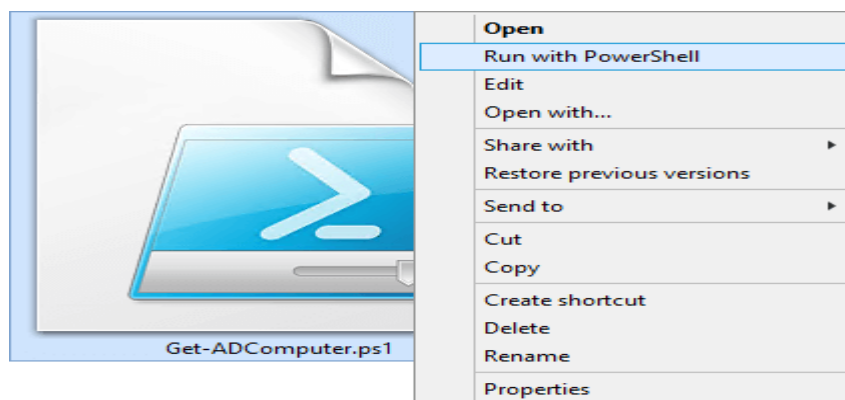 Get-ADComputer.ps1
Open
Run with PowerShell
Edit
Open with...
Share with
Restore previous versions
Send to
Cut
Copy
Create shortcut
Delete
Rename
Properties